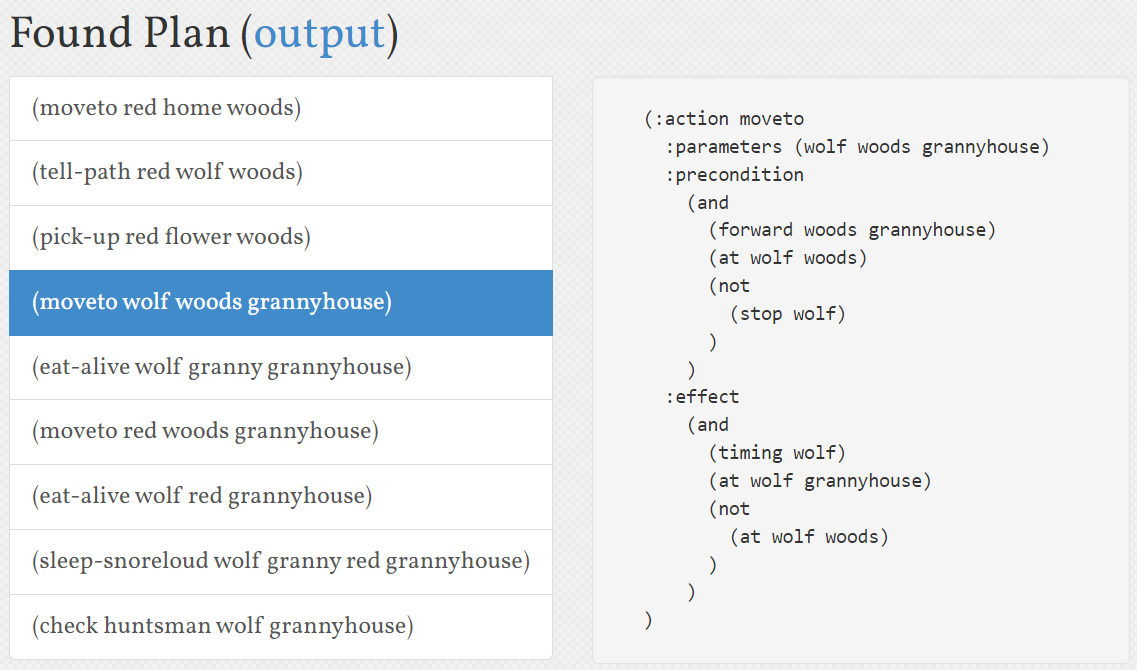 Found Plan (output)
(moveto red home woods)
(tell-path red wolf woods)
(pick-up red flower woods)
(moveto wolf woods grannyhouse)
(eat-alive wolf granny grannyhouse)
(moveto red woods grannyhouse)
(eat-alive wolf red grannyhouse)
(sleep-snoreloud wolf granny red grannyhouse)
(check huntsman wolf grannyhouse)
(:action moveto
  :parameters (wolf woods grannyhouse)
  :precondition
    (and
      (forward woods grannyhouse)
      (at wolf woods)
      (not
        (stop wolf)
      )
    )
  :effect
    (and
      (timing wolf)
      (at wolf grannyhouse)
      (not
        (at wolf woods)
      )
    )
)